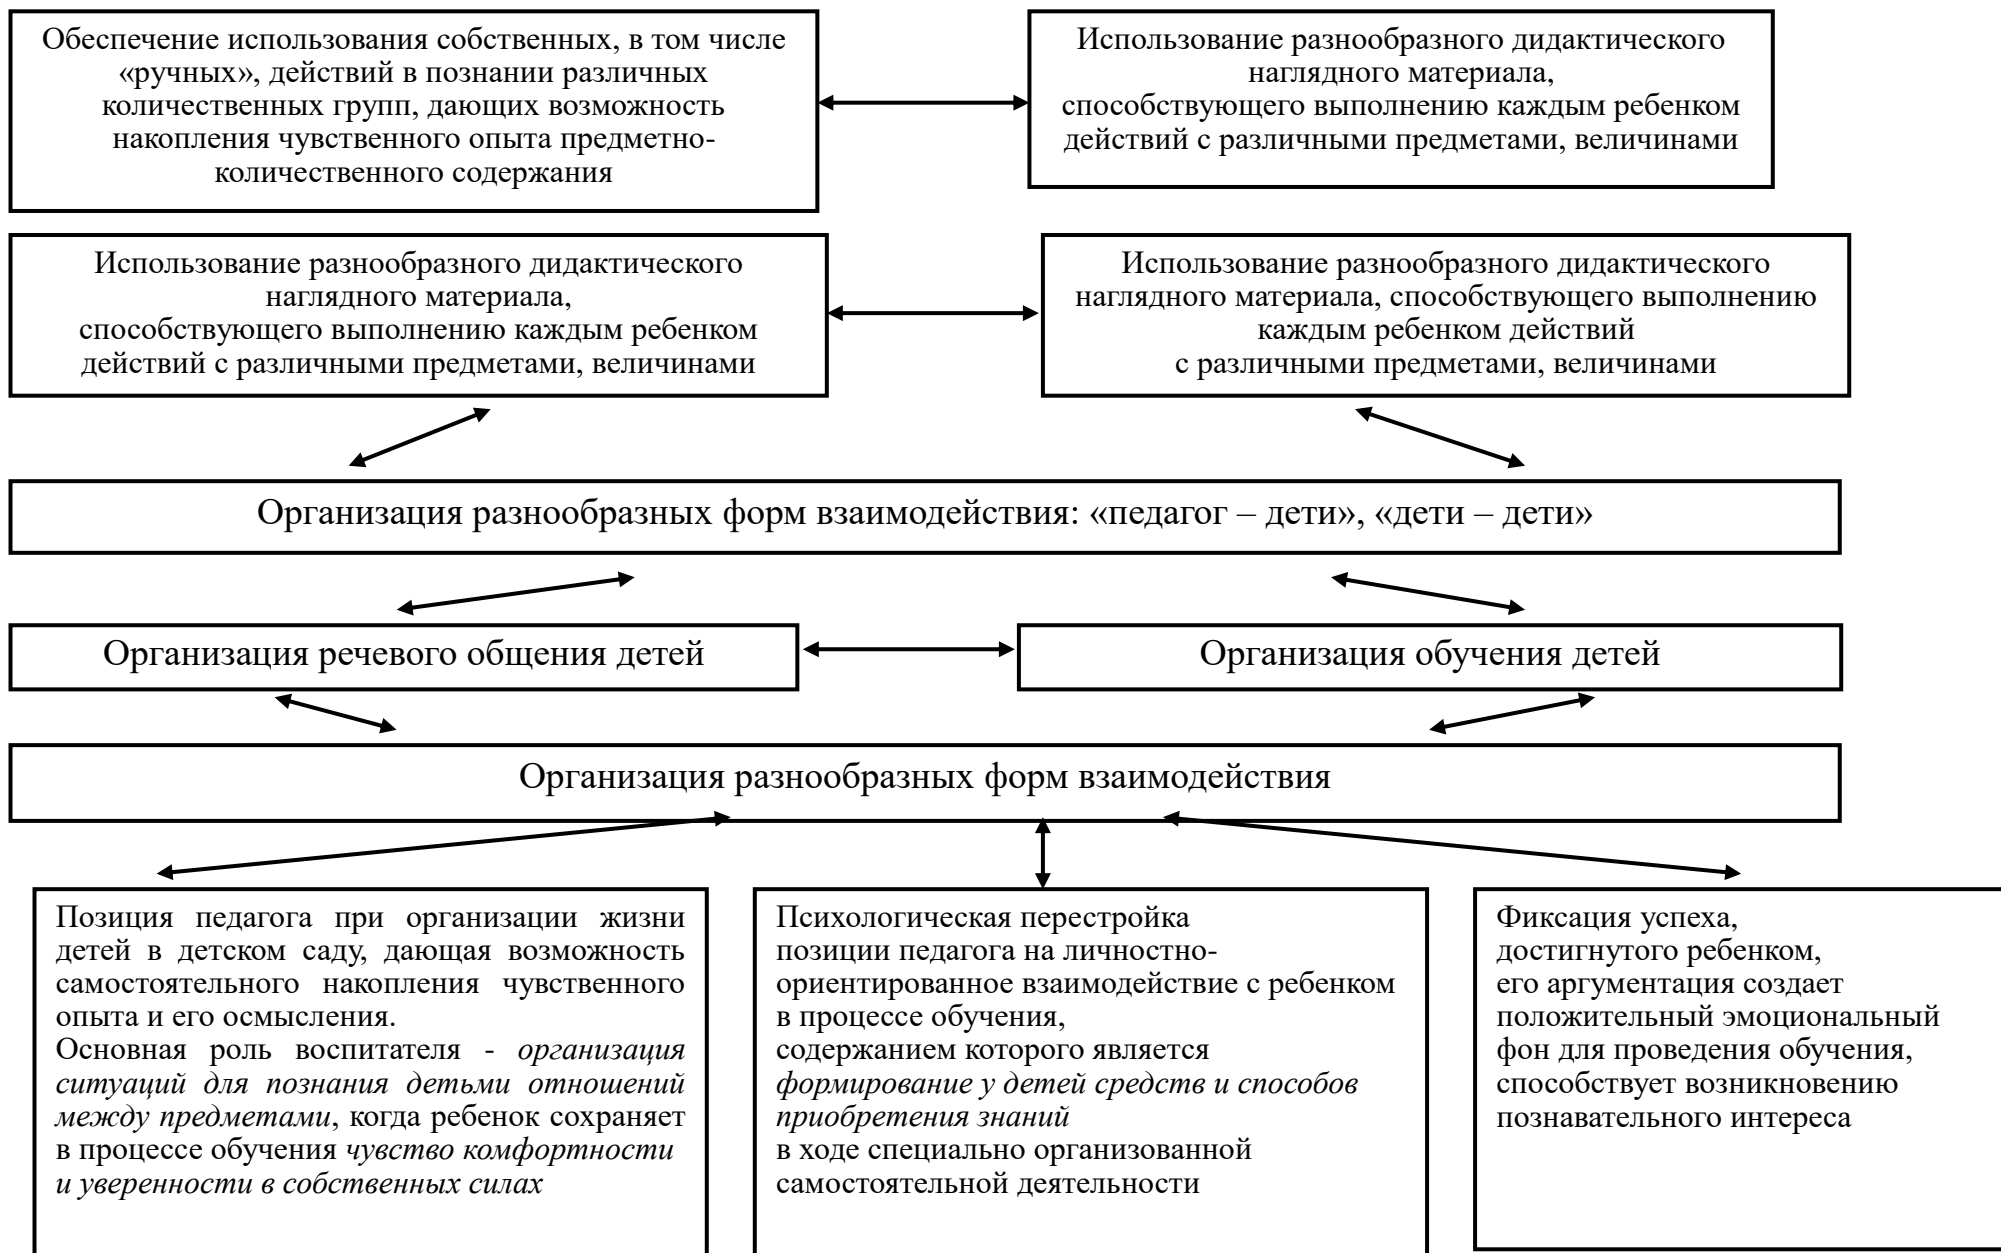 Обеспечение использования собственных, в том числе
«ручных», действий в познании различных
количественных групп, дающих возможность
накопления чувственного опыта предметно-
количественного содержания
Использование разнообразного дидактического
наглядного материала,
способствующего выполнению каждым ребенком
действий с различными предметами, величинами
Использование разнообразного дидактического
наглядного материала,
способствующего выполнению каждым ребенком
действий с различными предметами, величинами
Использование разнообразного дидактического
наглядного материала, способствующего выполнению
каждым ребенком действий
с различными предметами, величинами
Организация разнообразных форм взаимодействия: «педагог – дети», «дети – дети»
Организация речевого общения детей
Организация обучения детей
Организация разнообразных форм взаимодействия
Позиция педагога при организации жизни
детей в детском саду, дающая возможность
самостоятельного накопления чувственного
опыта и его осмысления.
Основная роль воспитателя - организация
ситуаций для познания детьми отношений
между предметами, когда ребенок сохраняет
в процессе обучения чувство комфортности
и уверенности в собственных силах
Психологическая перестройка
позиции педагога на личностно-
ориентированное взаимодействие с ребенком
в процессе обучения,
содержанием которого является
формирование у детей средств и способов
приобретения знаний
в ходе специально организованной
самостоятельной деятельности
Фиксация успеха,
достигнутого ребенком,
его аргументация создает
положительный эмоциональный
фон для проведения обучения,
способствует возникновению
познавательного интереса